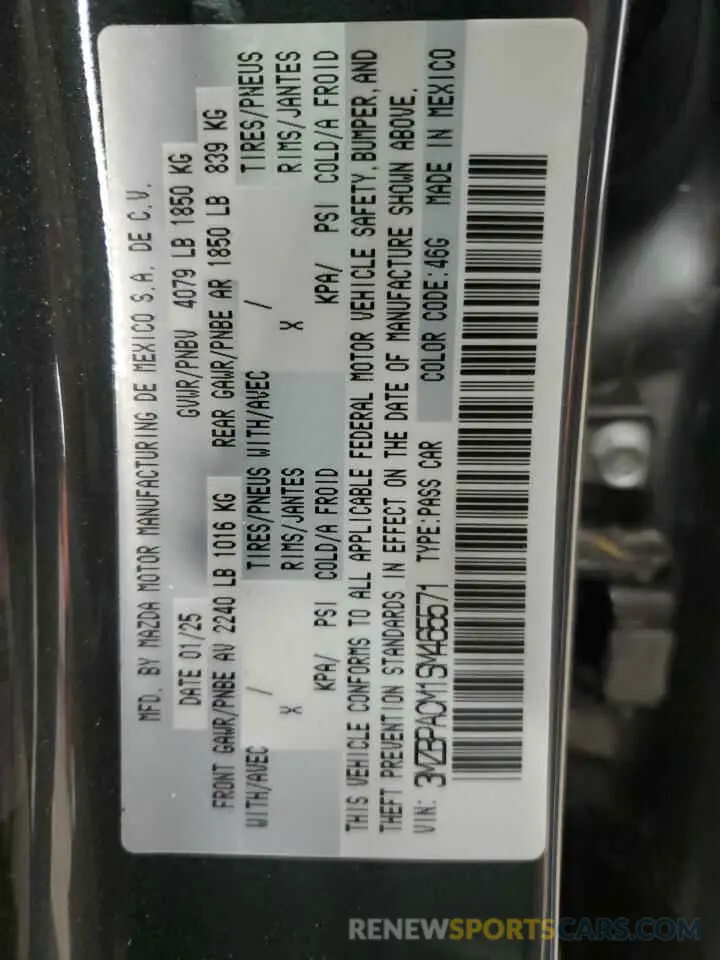 MFD. BY MAZDA MOTOR MANUFACTURING DE MEXICO S.A. DE C.V.
DATE 01/25 GVWR/PNBV 4079 LB 1850 KG
FRONT GAWR/PNBE AV 2240 LB 1016 KG REAR GAWR/PNBE AR 1850 LB 839 KG
WITH/AVEC / TIRES/PNEUS WITH/AVEC / TIRES/PNEUS
X RIMS/JANTES X RIMS/JANTES
KPA/ PSI COLD/A FROID KPA/ PSI COLD/A FROID
THIS VEHICLE CONFORMS TO ALL APPLICABLE FEDERAL MOTOR VEHICLE SAFETY, BUMPER, AND
THEFT PREVENTION STANDARDS IN EFFECT ON THE DATE OF MANUFACTURE SHOWN ABOVE.
VIN: 3MZBPACM1SM465571 TYPE:PASS CAR COLOR CODE:46G MADE IN MEXICO
RENEWSPORTSCARS.COM